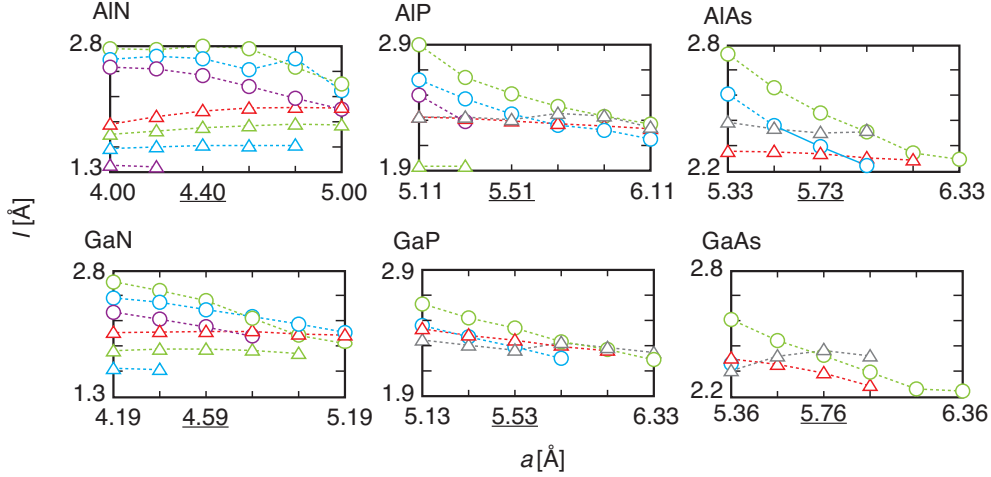 AlN
AlP
AlAs
2.8
2.9
2.8
l [Å]
1.3
1.9
2.2
4.00 4.40 5.00
5.11 5.51 6.11
5.33 5.73 6.33
GaN
GaP
GaAs
2.8
2.9
2.8
1.3
1.9
2.2
4.19 4.59 5.19
5.13 5.53 6.33
5.36 5.76 6.36
a [Å]